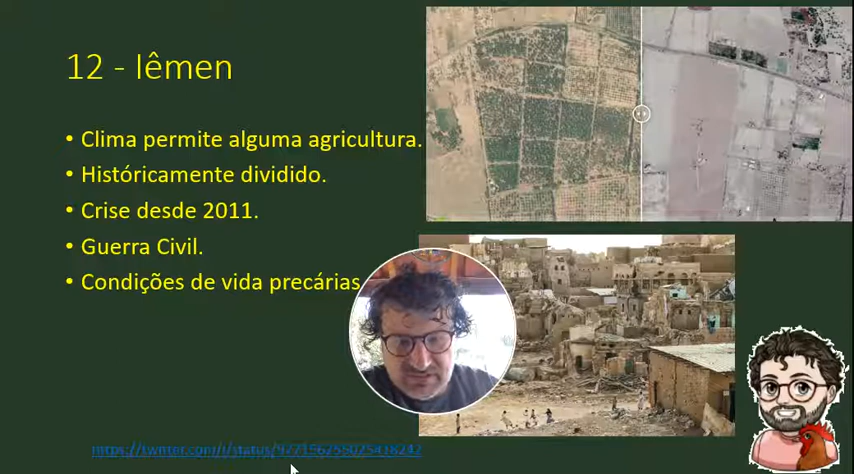 12 - Iêmen
• Clima permite alguma agricultura.
• Históricamente dividido.
• Crise desde 2011.
• Guerra Civil.
• Condições de vida precárias